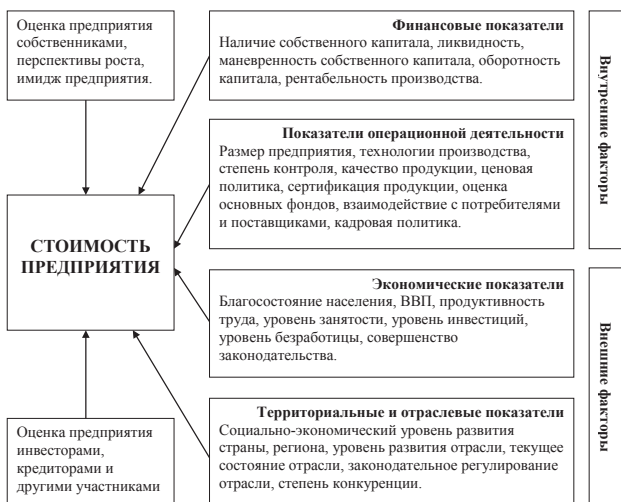 Оценка предприятия
собственниками,
перспективы роста,
имидж предприятия.
Финансовые показатели
Наличие собственного капитала, ликвидность,
маневренность собственного капитала, оборотность
капитала, рентабельность производства.
Внутренние факторы
Показатели операционной деятельности
Размер предприятия, технологии производства,
степень контроля, качество продукции, ценовая
политика, сертификация продукции, оценка
основных фондов, взаимодействие с потребителями
и поставщиками, кадровая политика.
СТОИМОСТЬ
ПРЕДПРИЯТИЯ
Экономические показатели
Благосостояние населения, ВВП, продуктивность
труда, уровень занятости, уровень инвестиций,
уровень безработицы, совершенство
законодательства.
Внешние факторы
Территориальные и отраслевые показатели
Социально-экономический уровень развития
страны, региона, уровень развития отрасли, текущее
состояние отрасли, законодательное регулирование
отрасли, степень конкуренции.
Оценка предприятия
инвесторами,
кредиторами и
другими участниками